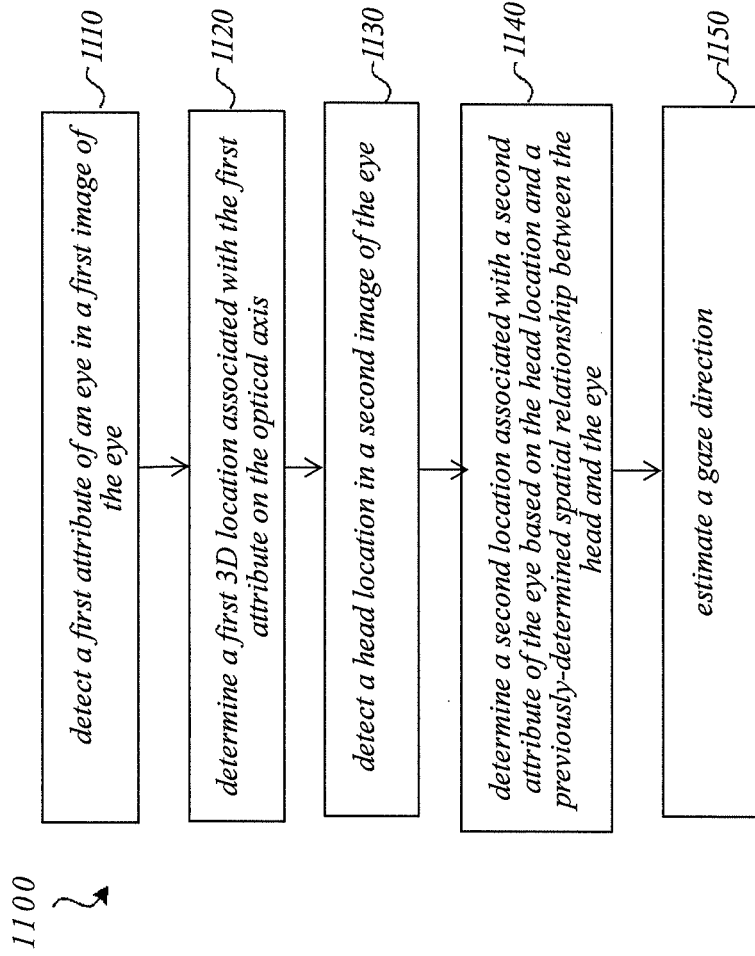 1100
detect a first attribute of an eye in a first image of
the eye
1110
determine a first 3D location associated with the first
attribute on the optical axis
1120
detect a head location in a second image of the eye
1130
determine a second location associated with a second
attribute of the eye based on the head location and a
previously-determined spatial relationship between the
head and the eye
1140
estimate a gaze direction
1150